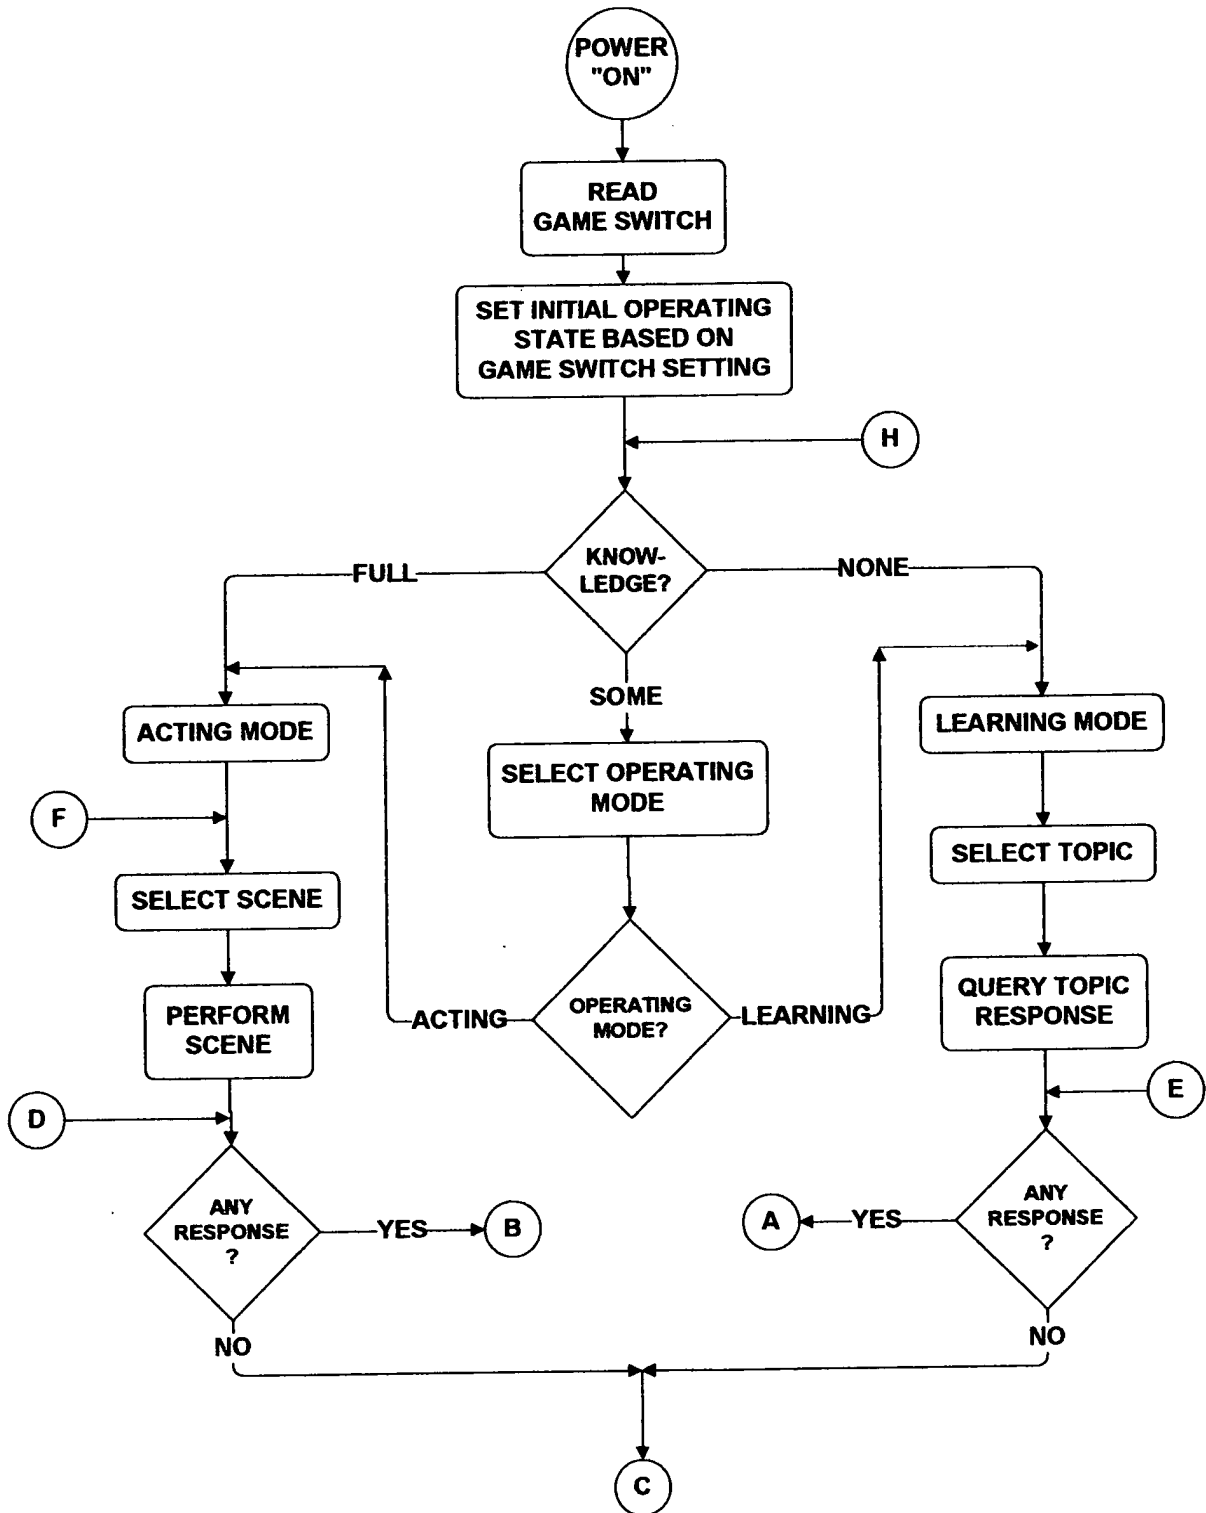 POWER
"ON"
READ
GAME SWITCH
SET INITIAL OPERATING
STATE BASED ON
GAME SWITCH SETTING
H
KNOW-
LEDGE?
FULL
NONE
SOME
ACTING MODE
SELECT OPERATING
MODE
LEARNING MODE
F
SELECT TOPIC
SELECT SCENE
QUERY TOPIC
RESPONSE
PERFORM
SCENE
ACTING
OPERATING
MODE?
LEARNING
D
E
ANY
RESPONSE
?
YES
B
A
YES
ANY
RESPONSE
?
NO
NO
C